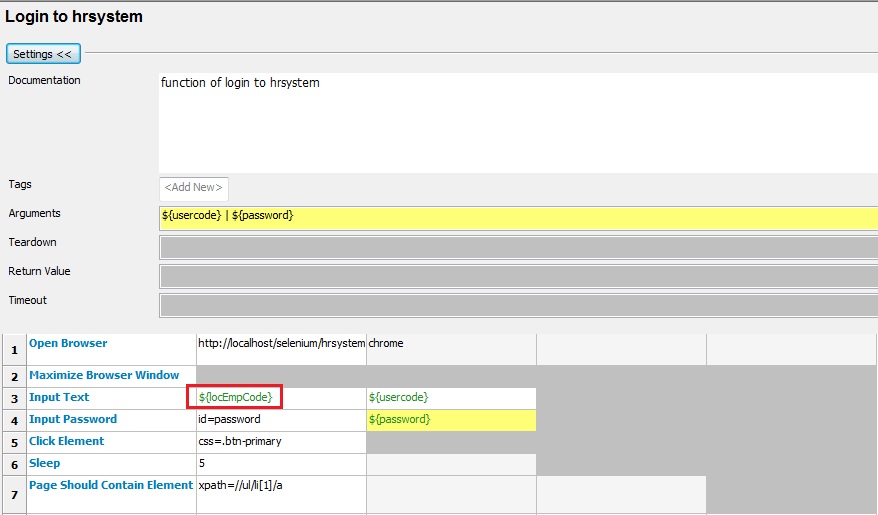 Login to hrsystem
Settings <<
Documentation function of login to hrsystem
Tags <Add New>
Arguments ${usercode} | ${password}
Teardown
Return Value
Timeout
1 Open Browser http://localhost/selenium/hrsystem chrome
2 Maximize Browser Window
3 Input Text ${locEmpCode} ${usercode}
4 Input Password id=password ${password}
5 Click Element css=.btn-primary
6 Sleep 5
7 Page Should Contain Element xpath=//ul/li[1]/a